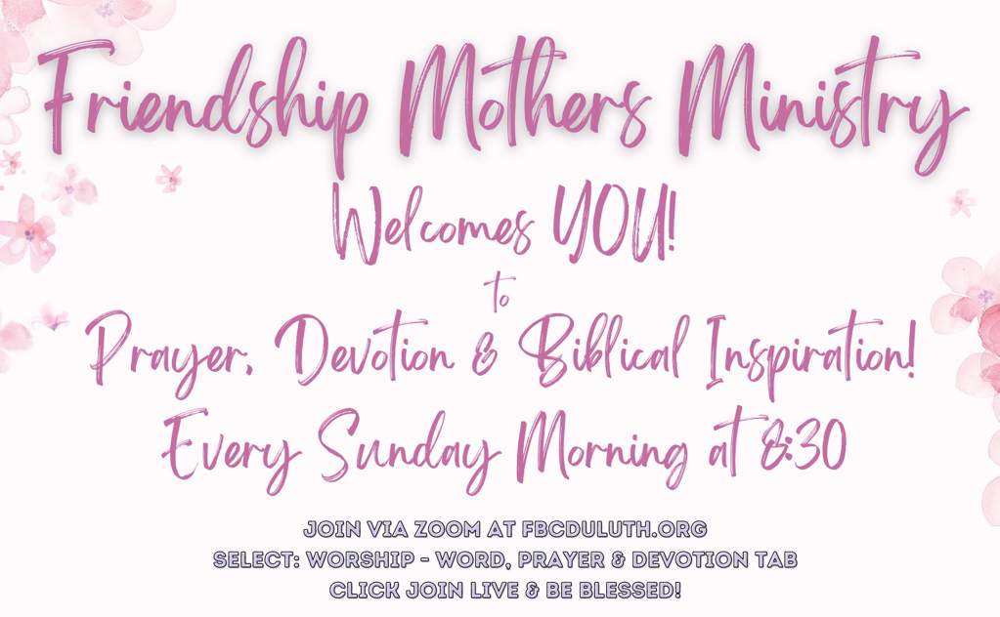 Friendship Mothers Ministry
Welcomes YOU!
to
Prayer, Devotion & Biblical Inspiration!
Every Sunday Morning at 8:30
JOIN VIA ZOOM AT FBCDULUTH.ORG
SELECT: WORSHIP - WORD, PRAYER & DEVOTION TAB
CLICK JOIN LIVE & BE BLESSED!